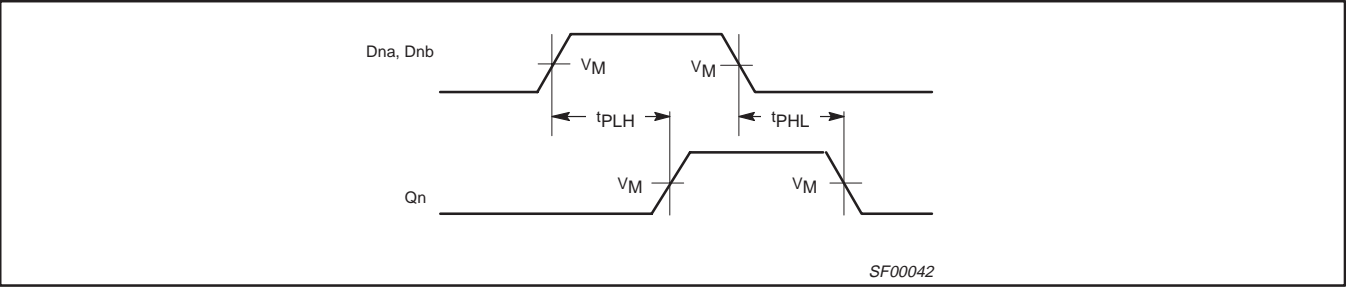 Dna, Dnb
VM
VM
tPLH
tPHL
VM
VM
Qn
SF00042